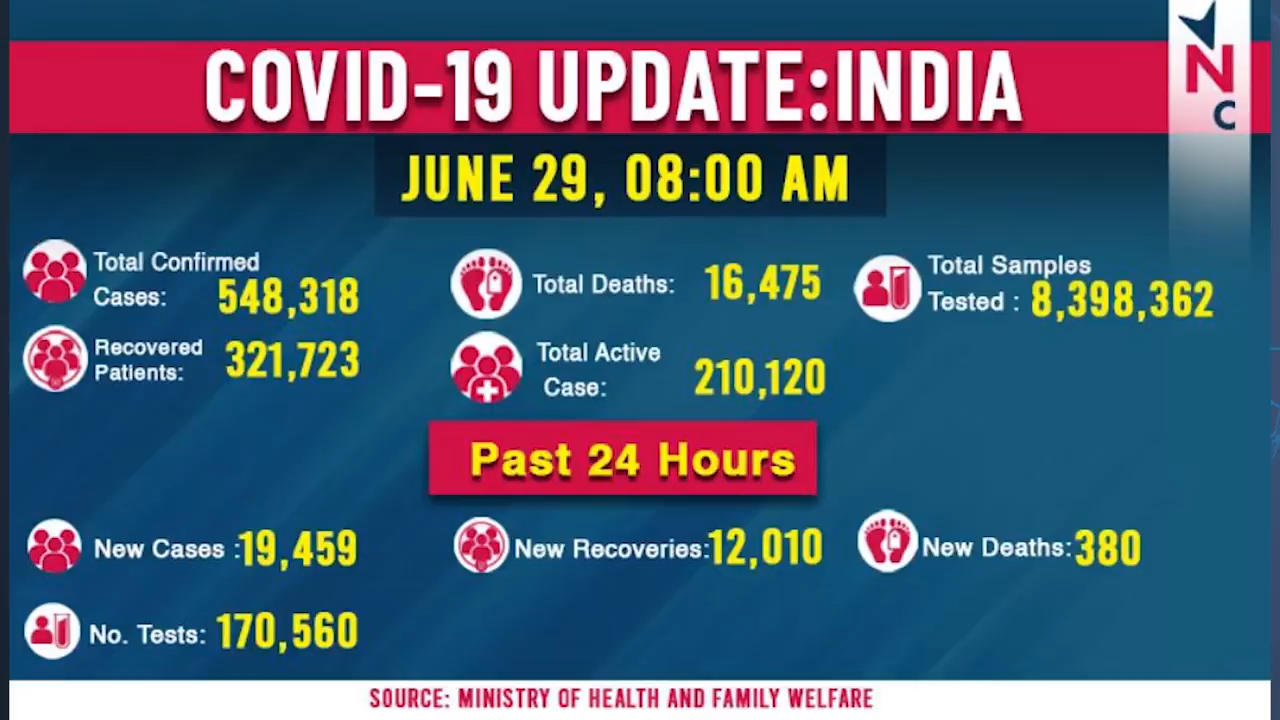 COVID-19 UPDATE:INDIA
N
C
JUNE 29, 08:00 AM
Total Confirmed
Cases: 548,318
Total Deaths: 16,475
Total Samples
Tested : 8,398,362
Recovered
Patients: 321,723
Total Active
Case: 210,120
Past 24 Hours
New Cases :19,459
New Recoveries:12,010
New Deaths:380
No. Tests: 170,560
SOURCE: MINISTRY OF HEALTH AND FAMILY WELFARE